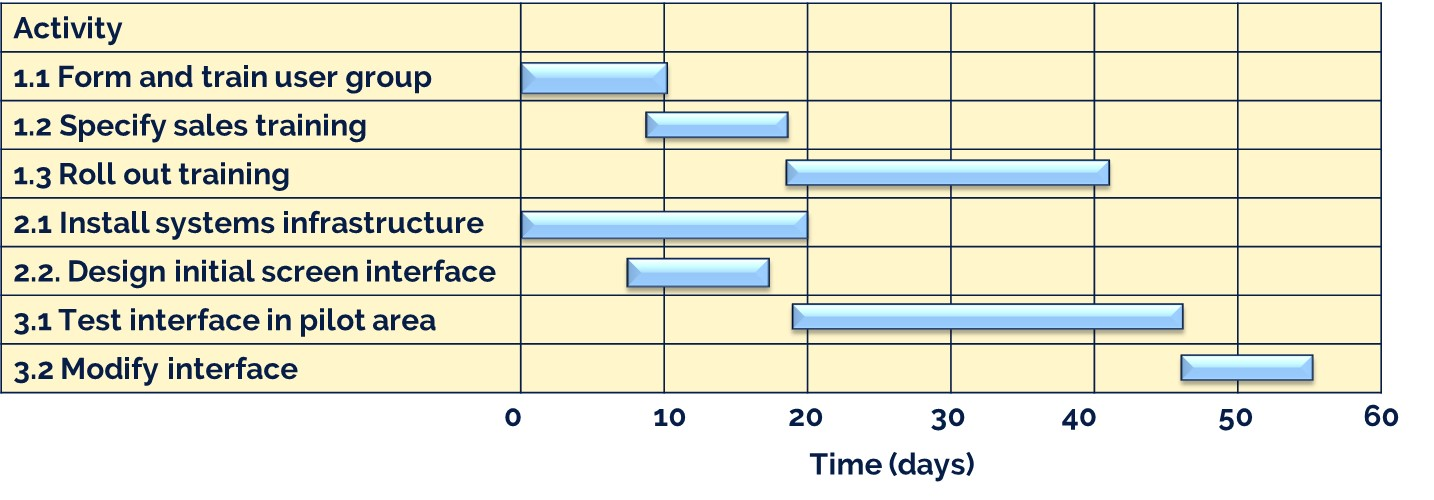 Activity
1.1 Form and train user group
1.2 Specify sales training
1.3 Roll out training
2.1 Install systems infrastructure
2.2. Design initial screen interface
3.1 Test interface in pilot area
3.2 Modify interface
0 10 20 30 40 50 60
Time (days)